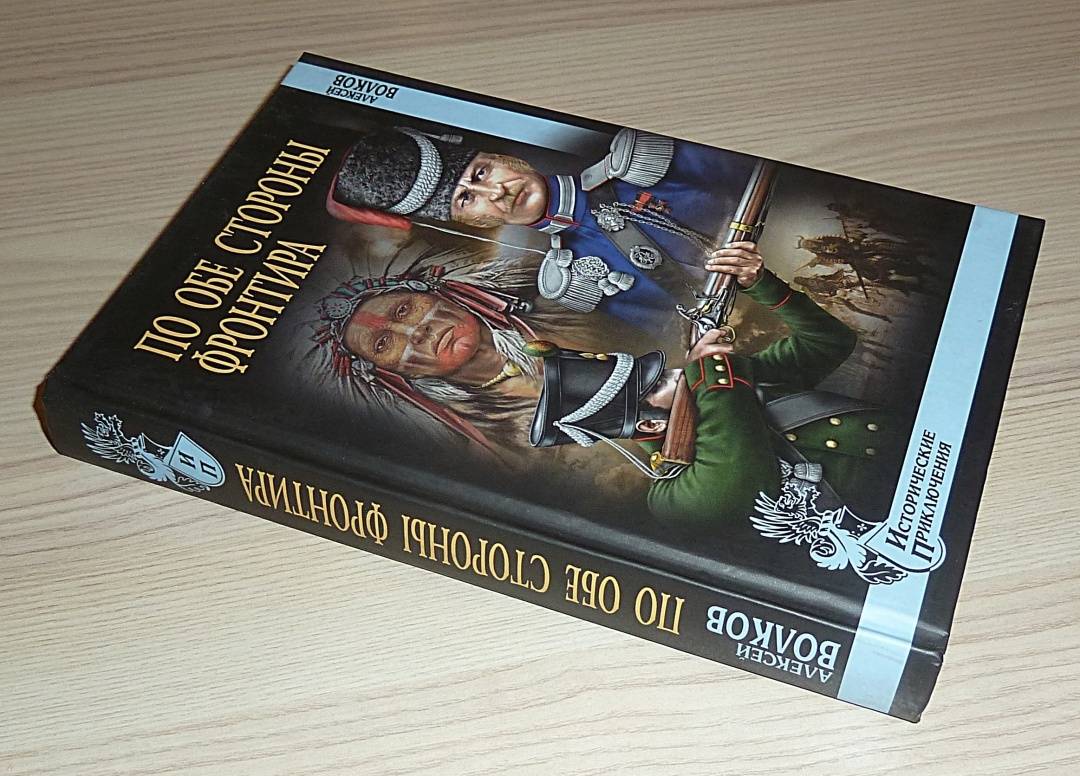 АЛЕКСЕЙ
ВОЛКОВ
ПО ОБЕ СТОРОНЫ
ФРОНТИРА
ИСТОРИЧЕСКИЕ
ПРИКЛЮЧЕНИЯ
АЛЕКСЕЙ
ВОЛКОВ
ПО ОБЕ СТОРОНЫ ФРОНТИРА
И
П